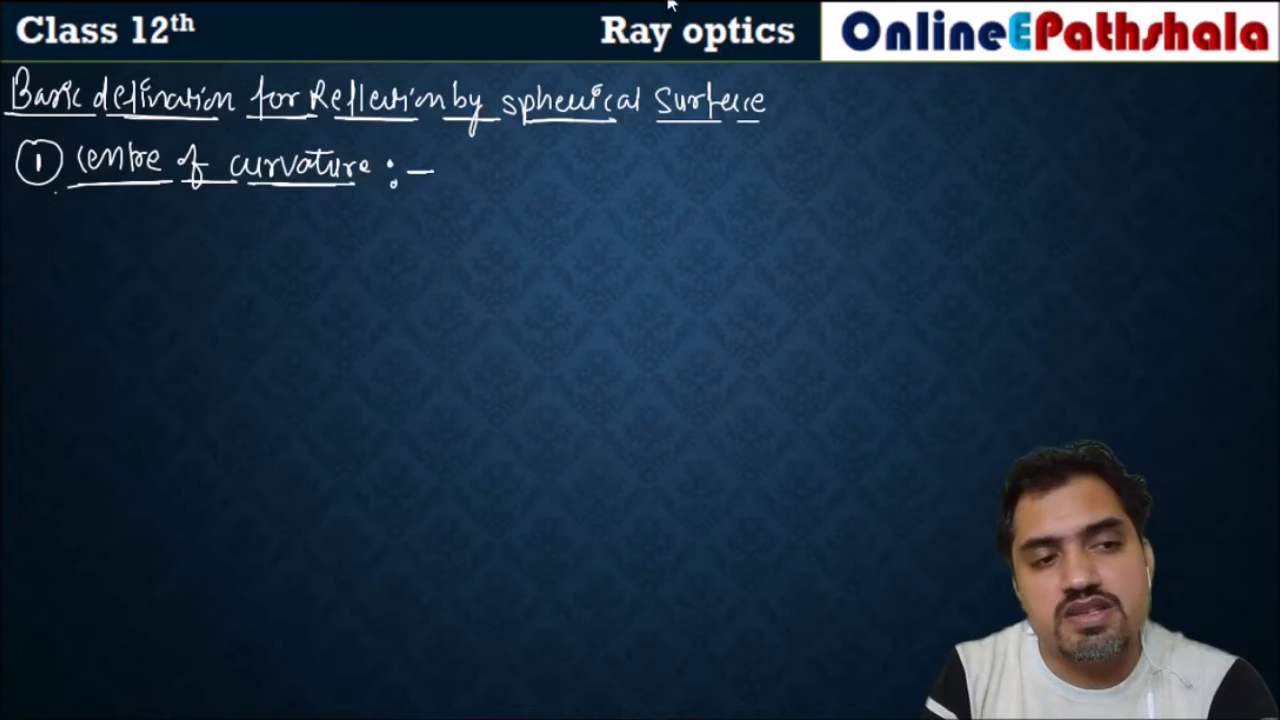 Class 12th
Ray optics
OnlineEPathshala
Basic defination for Reflection by spherical surface
① centre of curvature :-